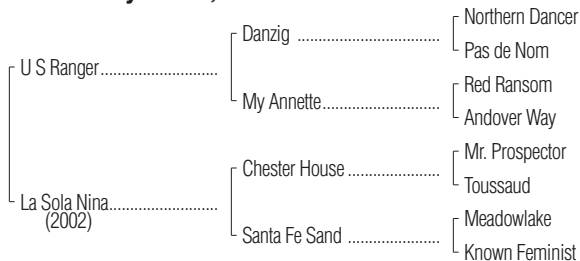 Northern Dancer
Danzig ..............................
Pas de Nom
U S Ranger.........................
Red Ransom
My Annette........................
Andover Way
Mr. Prospector
Chester House ...................
Toussaud
La Sola Nina.......................
(2002)
Meadowlake
Santa Fe Sand ...................
Known Feminist